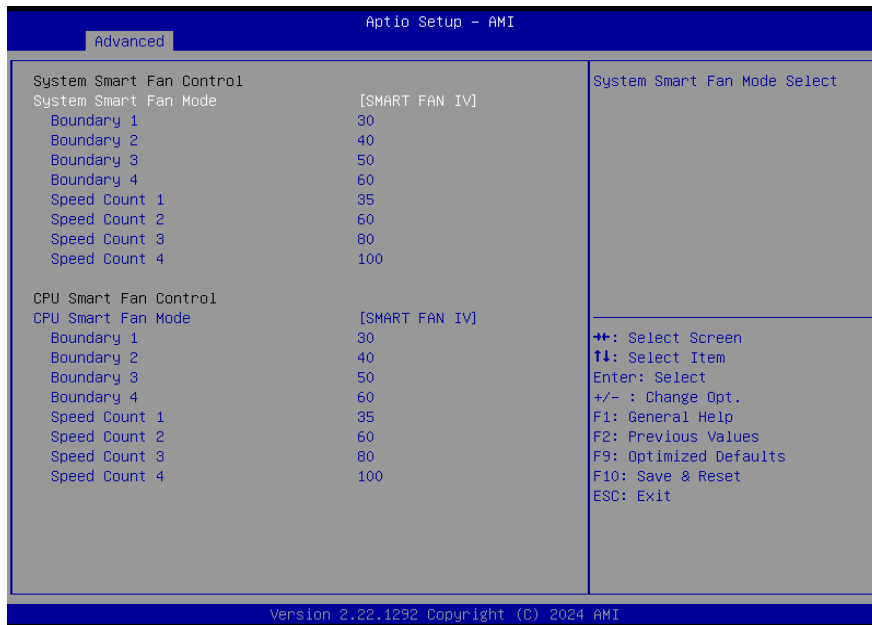 Aptio Setup - AMI
Advanced
System Smart Fan Control
System Smart Fan Mode [SMART FAN IV]
Boundary 1 30
Boundary 2 40
Boundary 3 50
Boundary 4 60
Speed Count 1 35
Speed Count 2 60
Speed Count 3 80
Speed Count 4 100
CPU Smart Fan Control
CPU Smart Fan Mode [SMART FAN IV]
Boundary 1 30
Boundary 2 40
Boundary 3 50
Boundary 4 60
Speed Count 1 35
Speed Count 2 60
Speed Count 3 80
Speed Count 4 100
System Smart Fan Mode Select
→←: Select Screen
↑↓: Select Item
Enter: Select
+/- : Change Opt.
F1: General Help
F2: Previous Values
F9: Optimized Defaults
F10: Save & Reset
ESC: Exit
Version 2.22.1292 Copyright (C) 2024 AMI